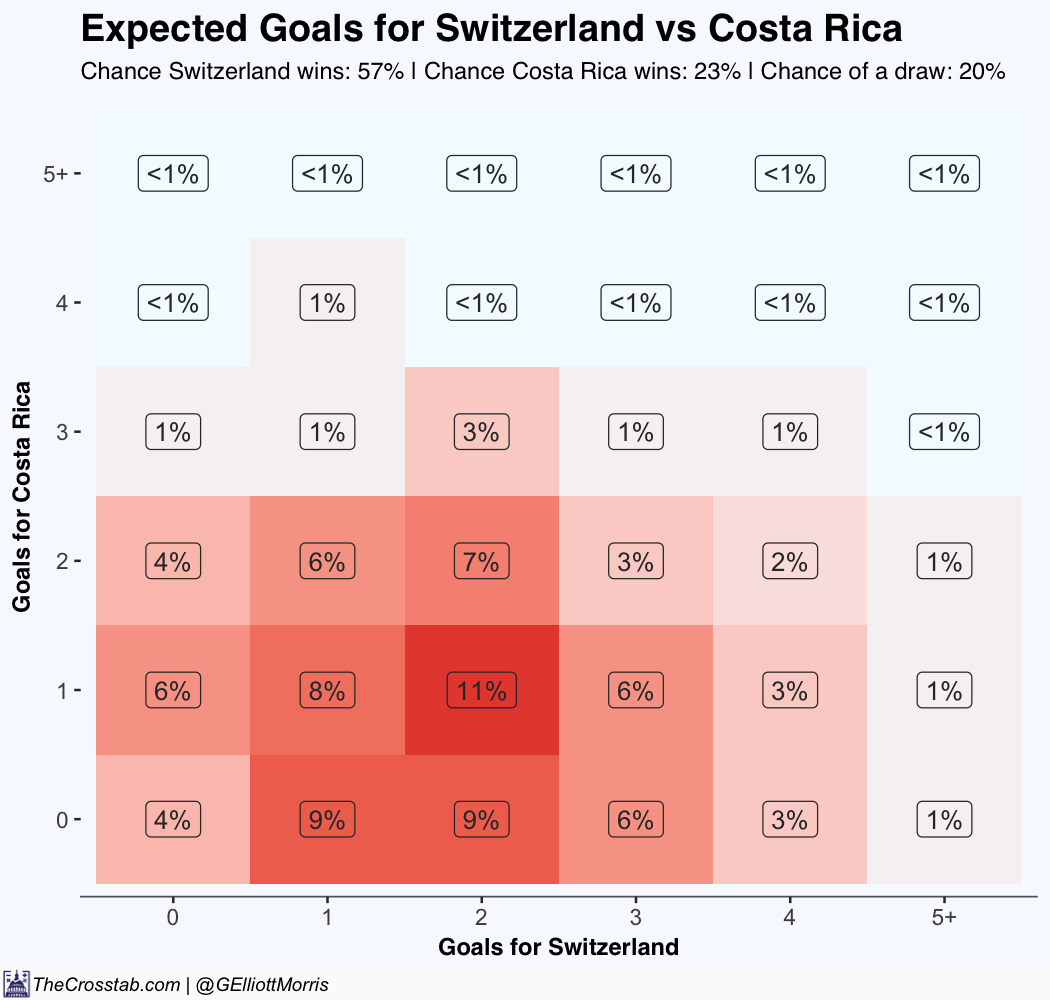 Expected Goals for Switzerland vs Costa Rica
Chance Switzerland wins: 57% | Chance Costa Rica wins: 23% | Chance of a draw: 20%
5+ <1% <1% <1% <1% <1% <1%
4 <1% 1% <1% <1% <1% <1%
3 1% 1% 3% 1% 1% <1%
2 4% 6% 7% 3% 2% 1%
1 6% 8% 11% 6% 3% 1%
0 4% 9% 9% 6% 3% 1%
Goals for Costa Rica
0 1 2 3 4 5+
Goals for Switzerland
TheCrosstab.com | @GElliottMorris